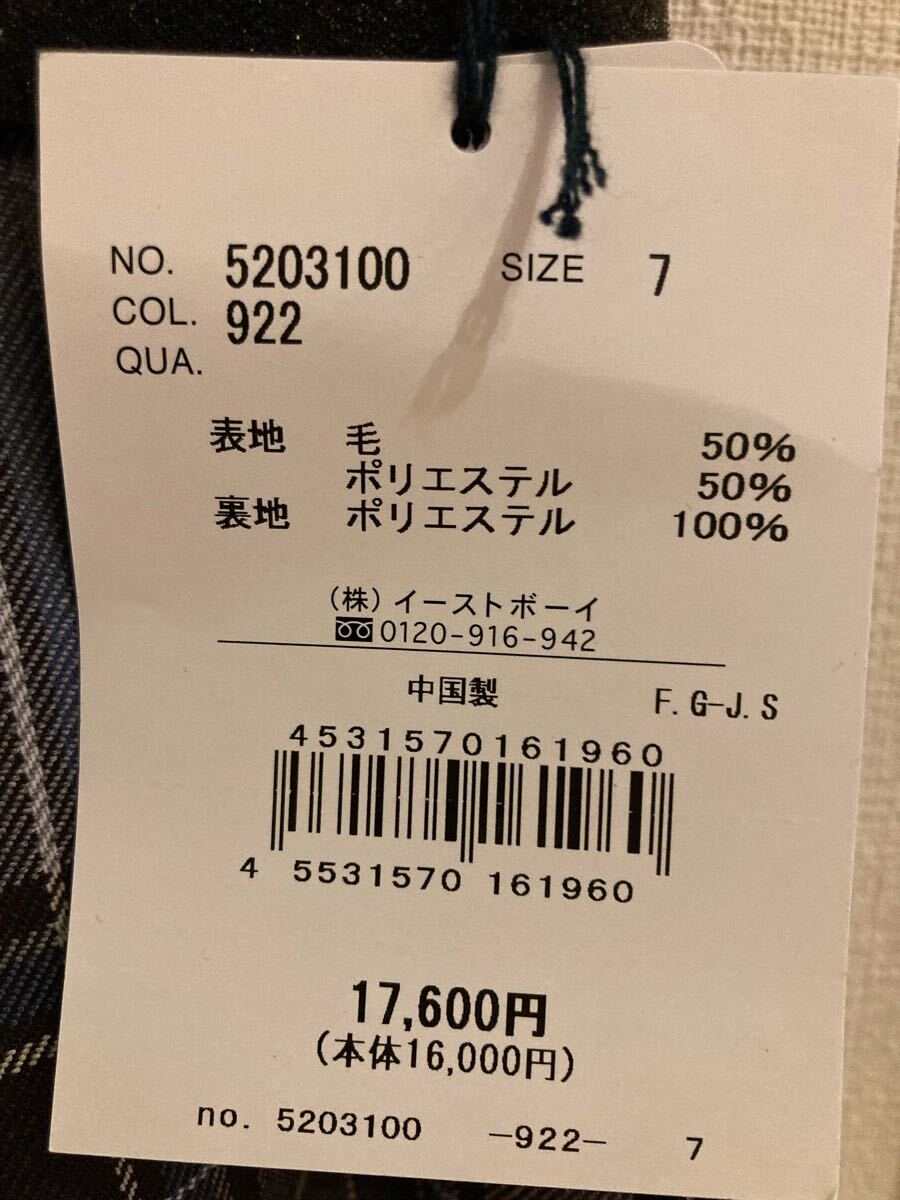 NO. 5203100 SIZE 7
COL. 922
QUA.
表地 毛 50%
ポリエステル 50%
裏地 ポリエステル 100%
(株)イーストボーイ
0120-916-942
中国製 F.G-J.S
4531570161960
4 5531570 161960
17,600円
(本体16,000円)
no. 5203100 -922- 7